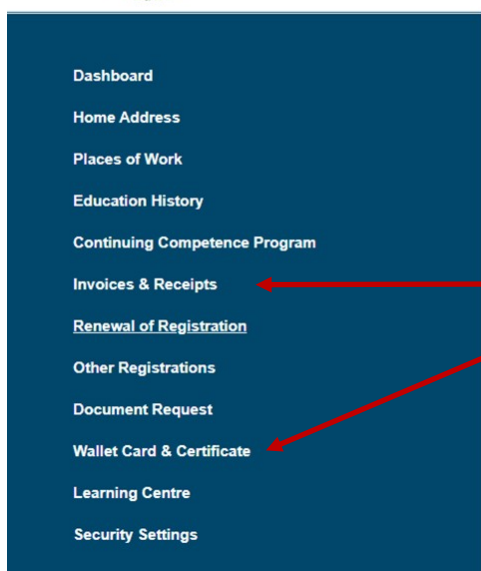 Dashboard
Home Address
Places of Work
Education History
Continuing Competence Program
Invoices & Receipts
Renewal of Registration
Other Registrations
Document Request
Wallet Card & Certificate
Learning Centre
Security Settings